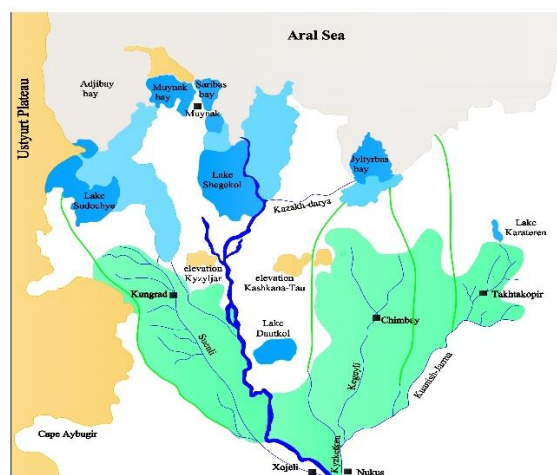 Aral Sea
Adjibay
bay
Muynak
bay
Saribas
bay
Muynak
Ustyurt Plateau
Jyltyrbas
bay
Lake
Shegekol
Lake
Sudochye
Kazakh-darya
Lake
Karateren
elevation
Kyzyljar
elevation
Kashkana-Tau
Kungrad
Takhtakopir
Chimbay
Lake
Dautkol
Suenli
Kegeyli
Kuanish-Jarma
Cape Aybugir
Kyzketken
Xojeli
Nukus